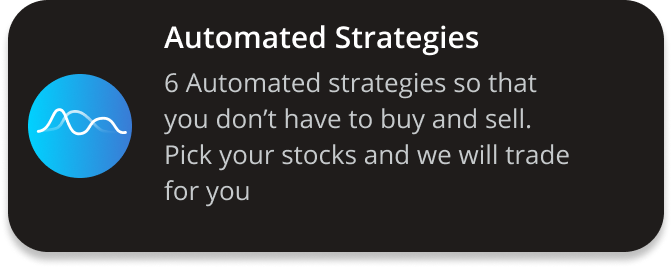 Automated Strategies
6 Automated strategies so that
you don’t have to buy and sell.
Pick your stocks and we will trade
for you